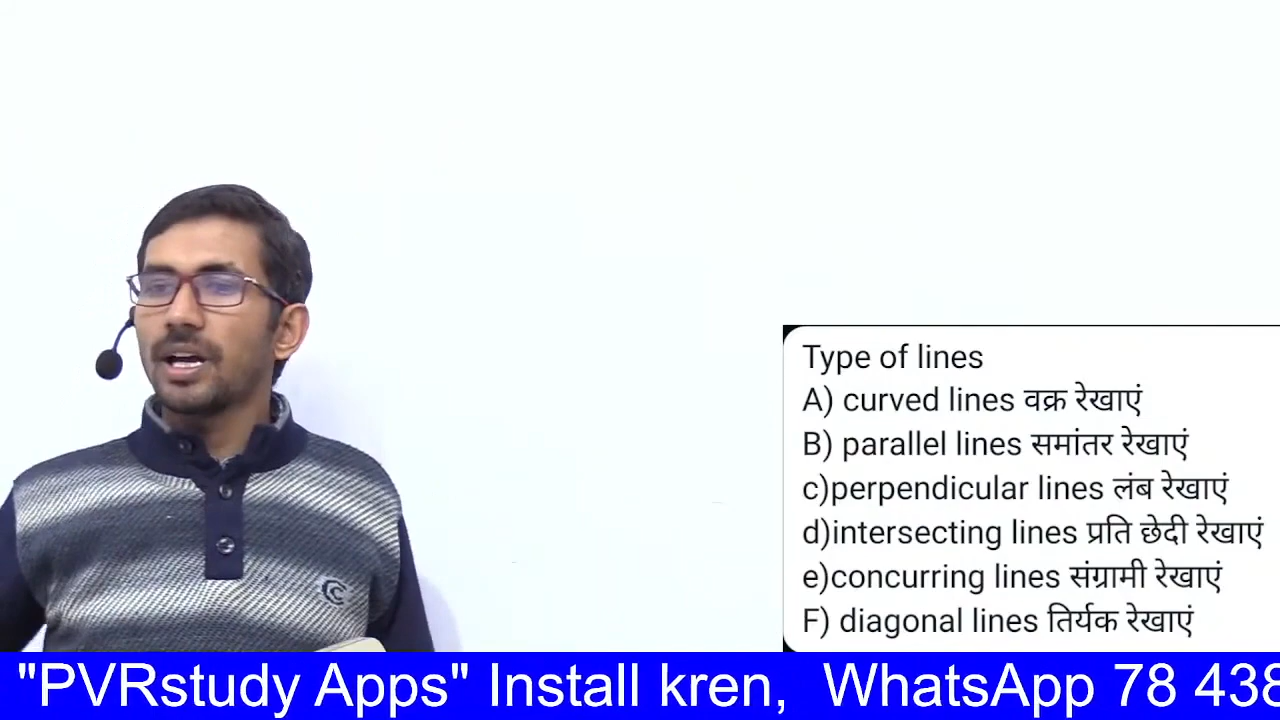 Type of lines
A) curved lines वक्र रेखाएं
B) parallel lines समांतर रेखाएं
c)perpendicular lines लंब रेखाएं
d)intersecting lines प्रति छेदी रेखाएं
e)concurring lines संग्रामी रेखाएं
F) diagonal lines तिर्यक रेखाएं
"PVRstudy Apps" Install kren, WhatsApp 78 438